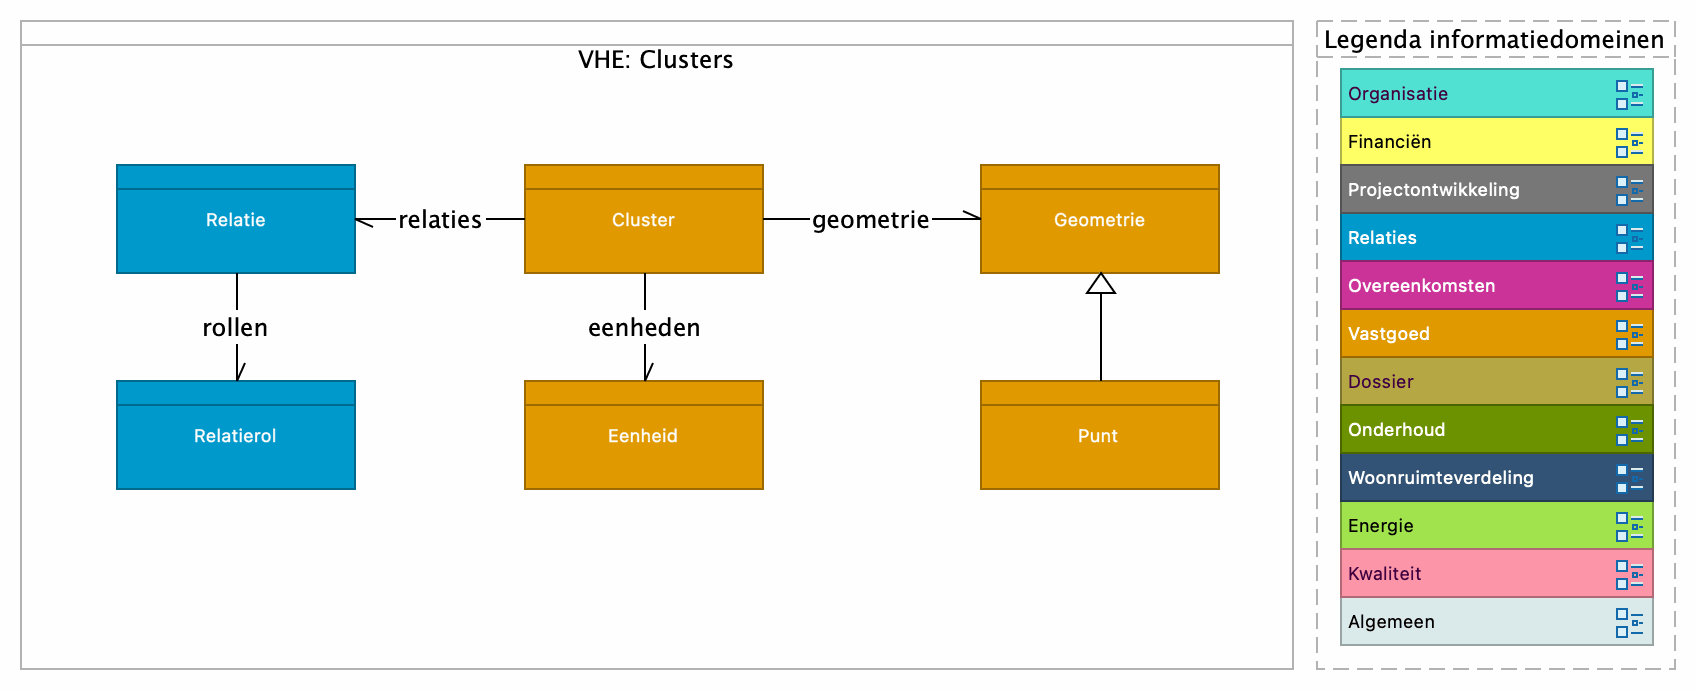 VHE: Clusters
Relatie
relaties
Cluster
geometrie
Geometrie
rollen
eenheden
Relatierol
Eenheid
Punt
Legenda informatiedomeinen
Organisatie
Financiën
Projectontwikkeling
Relaties
Overeenkomsten
Vastgoed
Dossier
Onderhoud
Woonruimteverdeling
Energie
Kwaliteit
Algemeen